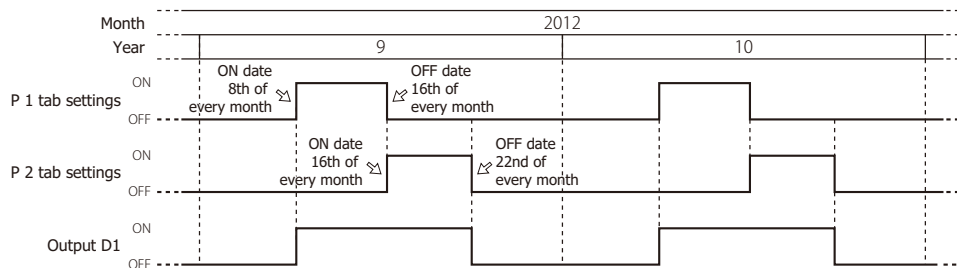 Month
2012
Year
9
10
P 1 tab settings
ON
OFF
ON date
8th of
every month
OFF date
16th of
every month
P 2 tab settings
ON
OFF
ON date
16th of
every month
OFF date
22nd of
every month
Output D1
ON
OFF